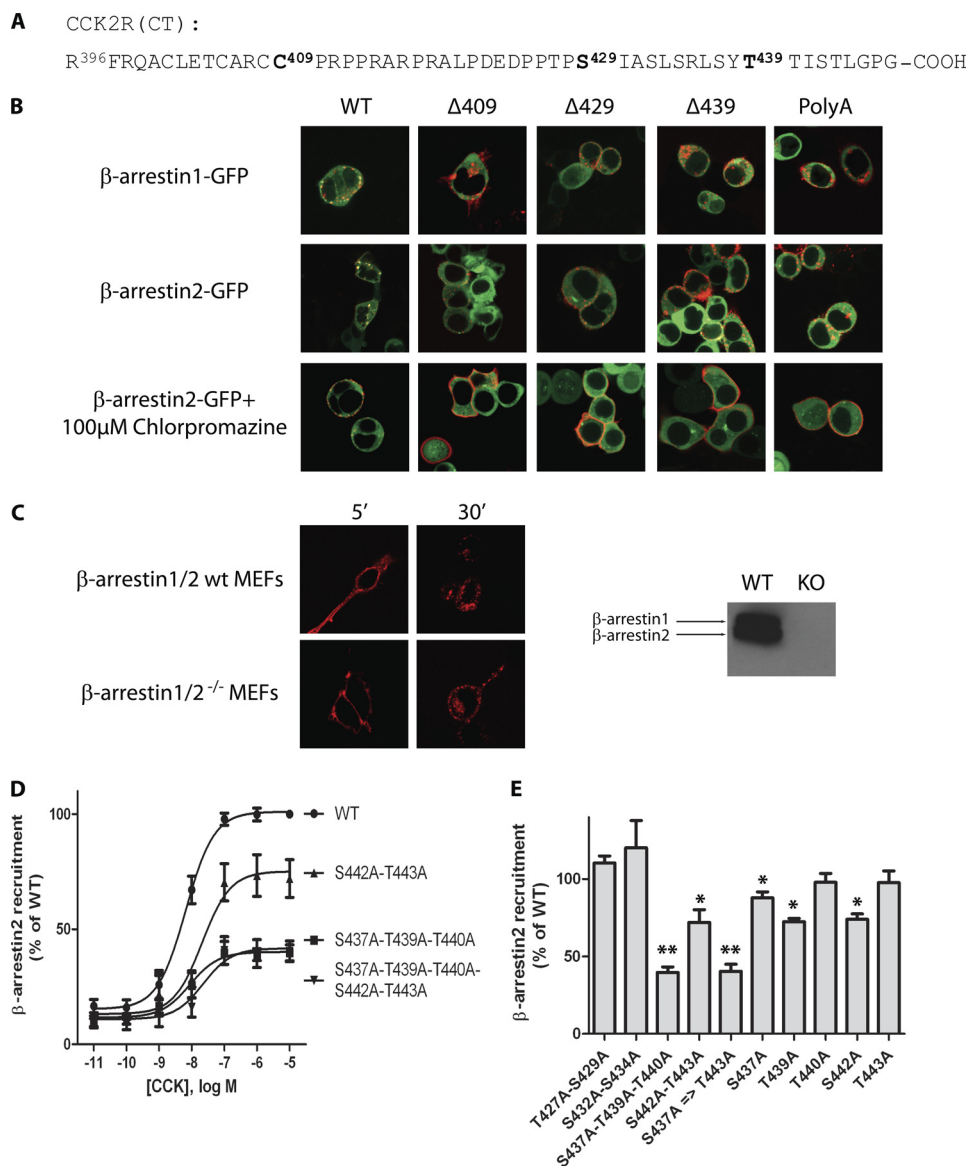 A
CCK2R(CT):
R396FRQACLETCARCC409PRPPRARPRALPDEDPPTPS429IASLSRLSYT439 TISTLGPG-COOH
B
WT Δ409 Δ429 Δ439 PolyA
β-arrestin1-GFP
β-arrestin2-GFP
β-arrestin2-GFP+
100μM Chlorpromazine
C
5' 30'
β-arrestin1/2 wt MEFs
β-arrestin1/2 -/- MEFs
WT KO
β-arrestin1
β-arrestin2
D
β-arrestin2 recruitment
(% of WT)
100
50
0
-11 -10 -9 -8 -7 -6 -5
[CCK], log M
WT
S442A-T443A
S437A-T439A-T440A
S437A-T439A-T440A-
S442A-T443A
E
β-arrestin2 recruitment
(% of WT)
100
50
0
** * ** * * *
T427A-S429A
S432A-S434A
S437A-T439A-T440A
S442A-T443A
S437A => T443A
S437A
T439A
T440A
S442A
T443A